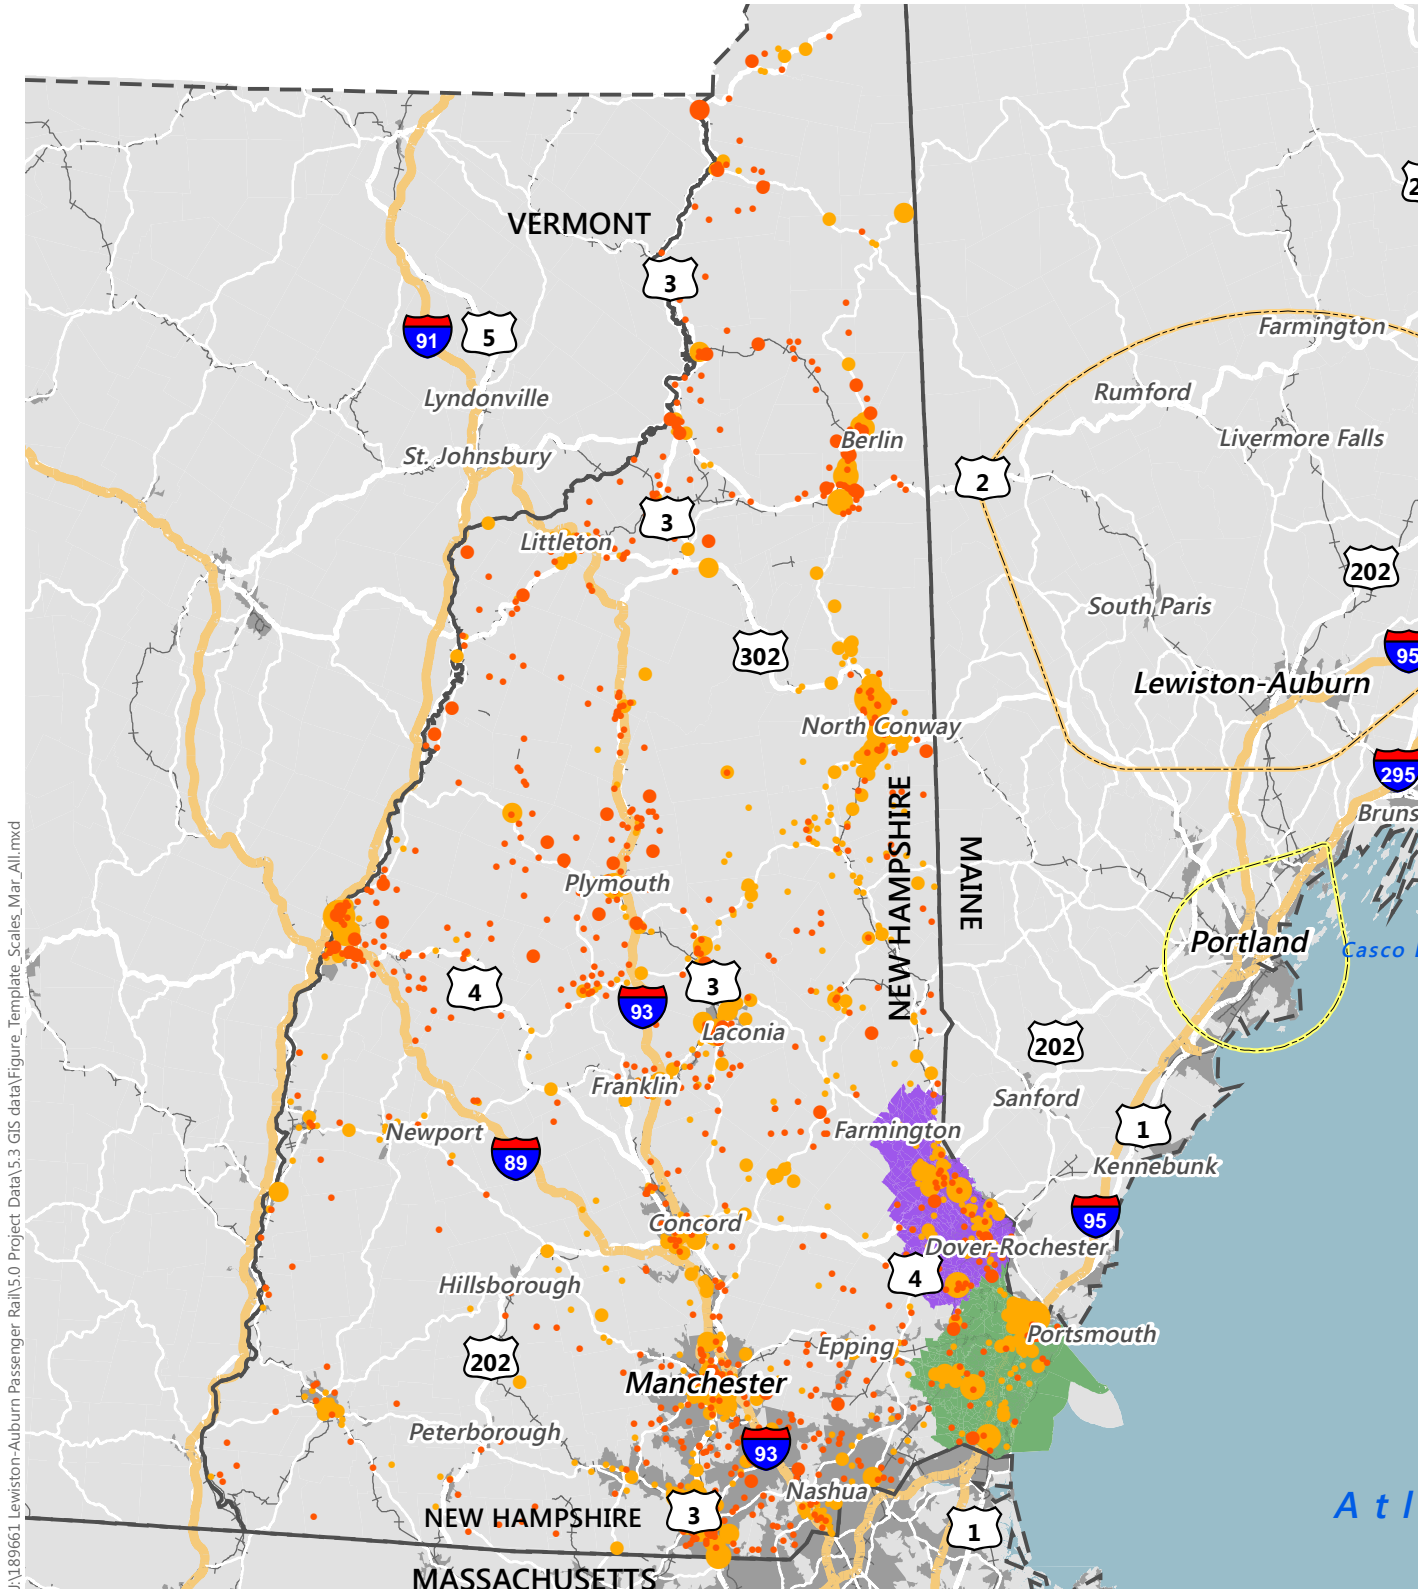 VERMONT
3
91
5
2
Farmington
Lyndonville
Rumford
St. Johnsbury
Berlin
Livermore Falls
2
3
Littleton
202
South Paris
302
95
Lewiston-Auburn
North Conway
295
NEW HAMPSHIRE
MAINE
Bruns
Plymouth
Portland
Casco
4
3
93
Laconia
202
Franklin
Sanford
1
Newport
Farmington
89
Kennebunk
95
Concord
Dover-Rochester
4
Hillsborough
Portsmouth
Epping
202
Manchester
Peterborough
93
Nashua
NEW HAMPSHIRE
3
Atl
1
MASSACHUSETTS
J:\189661 Lewiston-Auburn Passenger Rail\5.0 Project Data\5.3 GIS data\Figure_Template_Scales_Mar_All.mxd